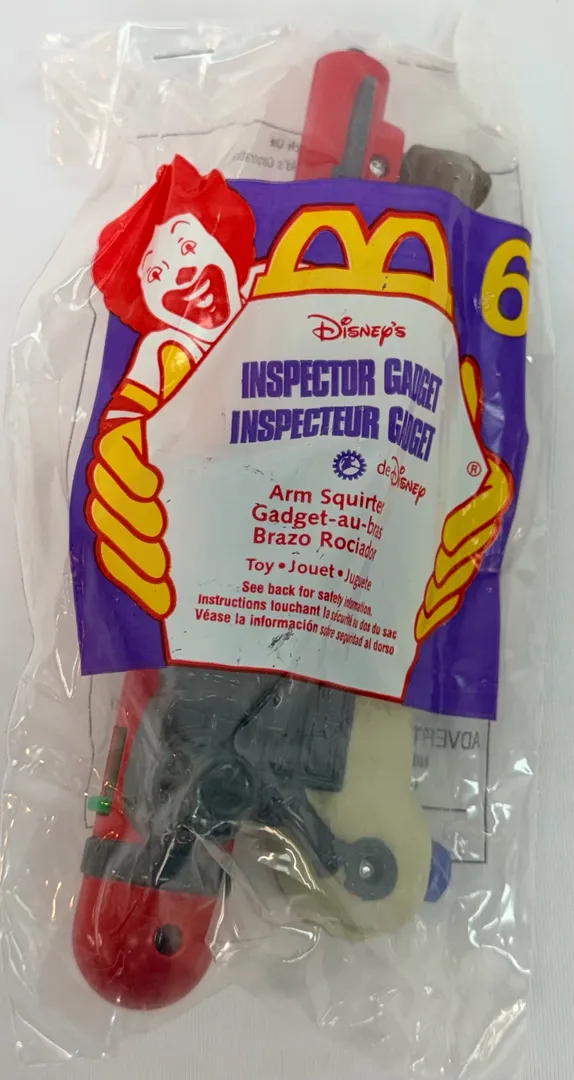 6
Disney's
INSPECTOR GADGET
INSPECTEUR GADGET
de Disney
®
Arm Squirter
Gadget-au-bras
Brazo Rociador
Toy • Jouet • Juguete
See back for safety information.
Instructions touchant la sécurité au dos du sac
Véase la información sobre seguridad al dorso